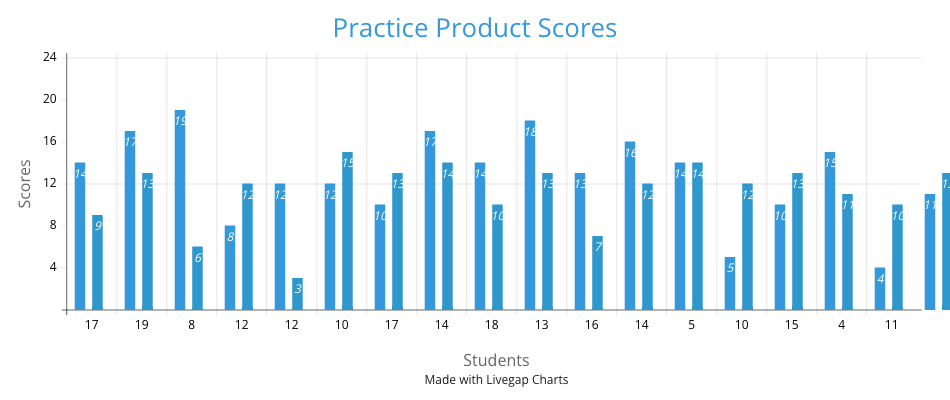 Practice Product Scores
24
20
16
12
8
4
Scores
14 9 17 13 19 6 8 12 12 3 12 15 10 13 17 14 14 10 18 13 13 7 16 12 14 14 5 12 10 13 15 11 4 10 11
17 19 8 12 12 10 17 14 18 13 16 14 5 10 15 4 11
Students
Made with Livegap Charts